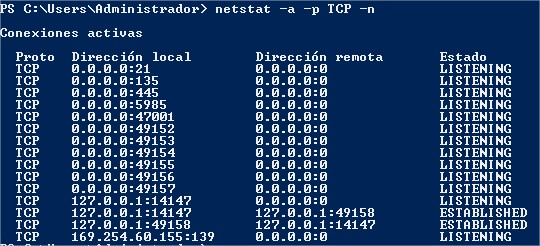 PS C:\Users\Administrador> netstat -a -p TCP -n
Conexiones activas
Proto Dirección local Dirección remota Estado
TCP 0.0.0.0:21 0.0.0.0:0 LISTENING
TCP 0.0.0.0:135 0.0.0.0:0 LISTENING
TCP 0.0.0.0:445 0.0.0.0:0 LISTENING
TCP 0.0.0.0:5985 0.0.0.0:0 LISTENING
TCP 0.0.0.0:47001 0.0.0.0:0 LISTENING
TCP 0.0.0.0:49152 0.0.0.0:0 LISTENING
TCP 0.0.0.0:49153 0.0.0.0:0 LISTENING
TCP 0.0.0.0:49154 0.0.0.0:0 LISTENING
TCP 0.0.0.0:49155 0.0.0.0:0 LISTENING
TCP 0.0.0.0:49156 0.0.0.0:0 LISTENING
TCP 0.0.0.0:49157 0.0.0.0:0 LISTENING
TCP 127.0.0.1:14147 0.0.0.0:0 LISTENING
TCP 127.0.0.1:14147 127.0.0.1:49158 ESTABLISHED
TCP 127.0.0.1:49158 127.0.0.1:14147 ESTABLISHED
TCP 169.254.60.155:139 0.0.0.0:0 LISTENING